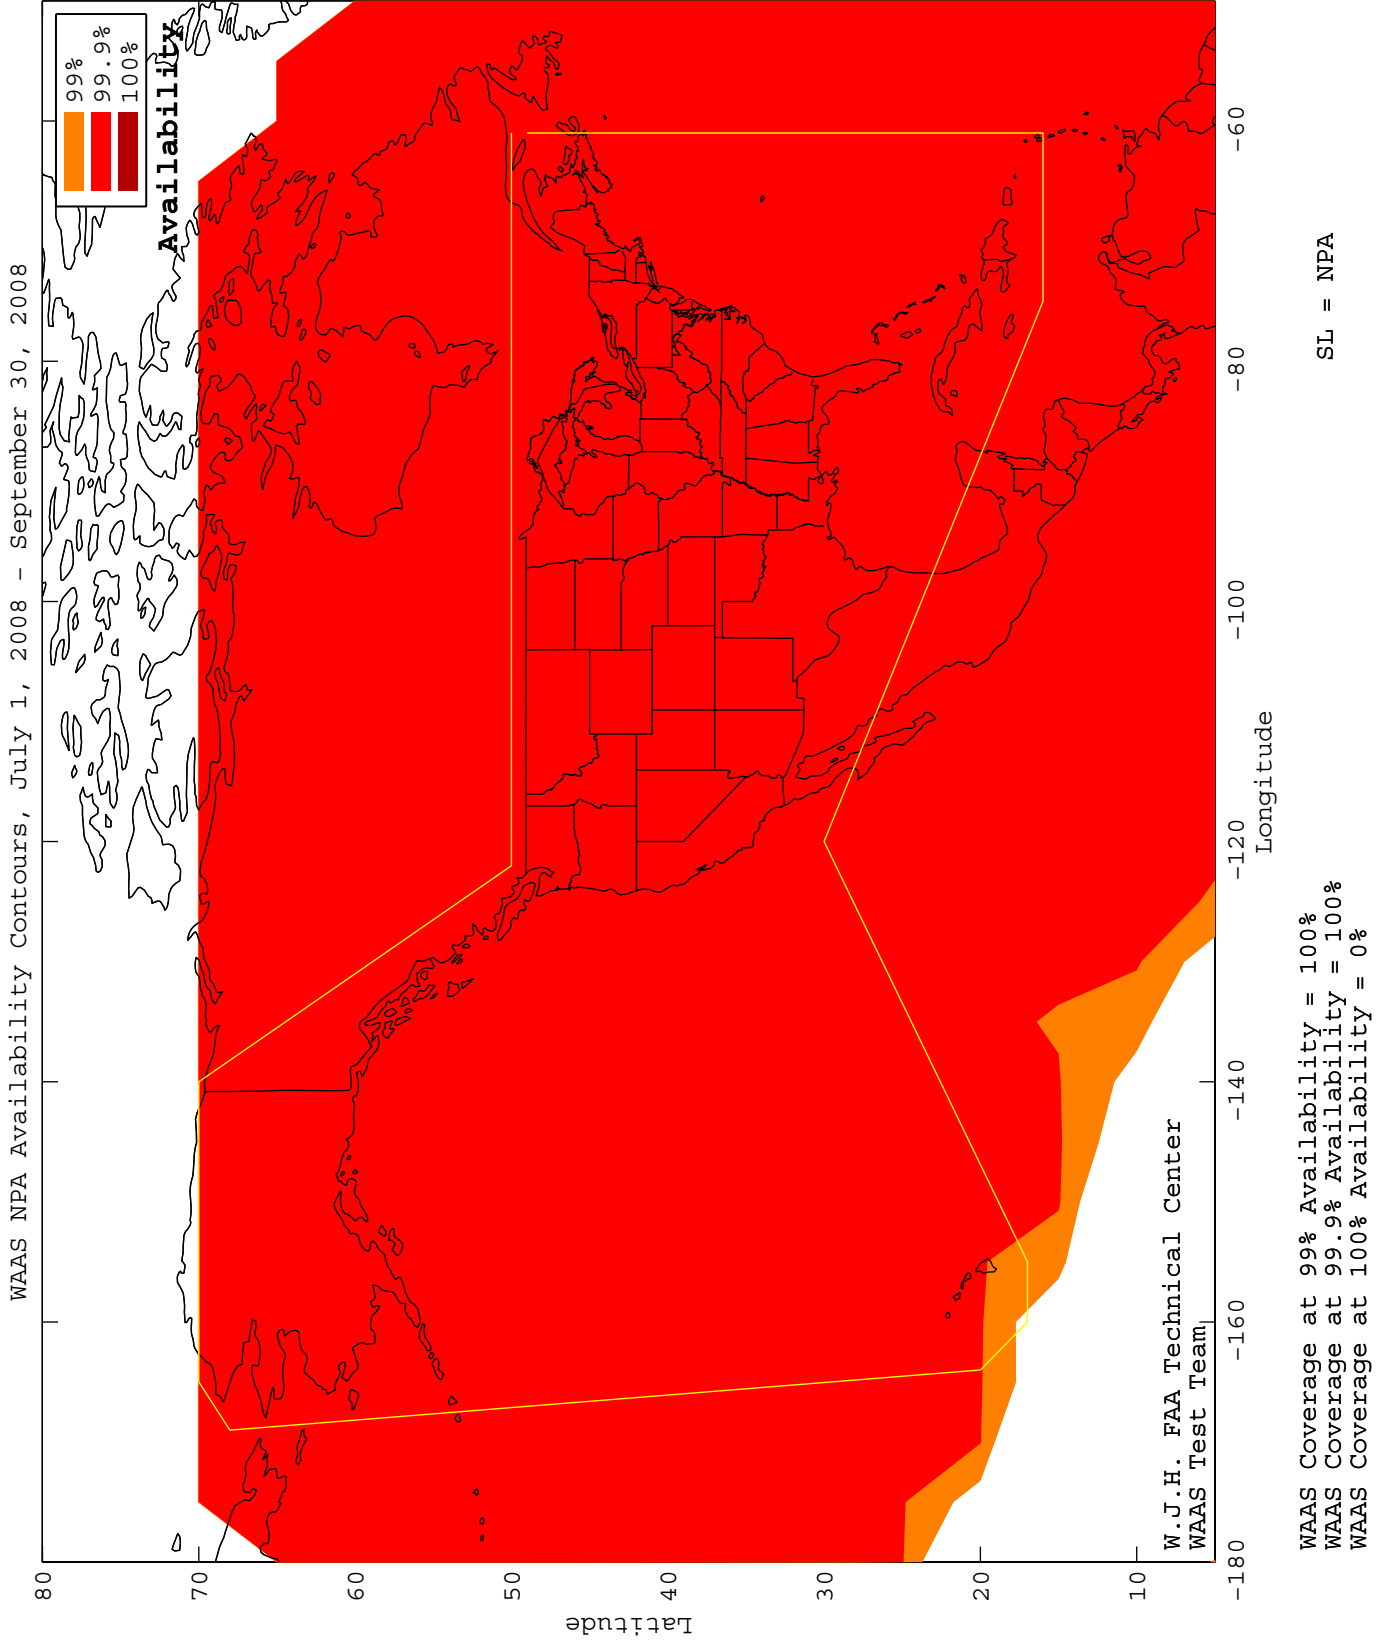 WAAS NPA Availability Contours, July 1, 2008 - September 30, 2008
99%
99.9%
100%
Availability
80
70
60
50
40
30
20
10
Latitude
-180
-160
-140
-120
-100
-80
-60
Longitude
W.J.H. FAA Technical Center
WAAS Test Team
WAAS Coverage at 99% Availability = 100%
WAAS Coverage at 99.9% Availability = 100%
WAAS Coverage at 100% Availability = 0%
SL = NPA